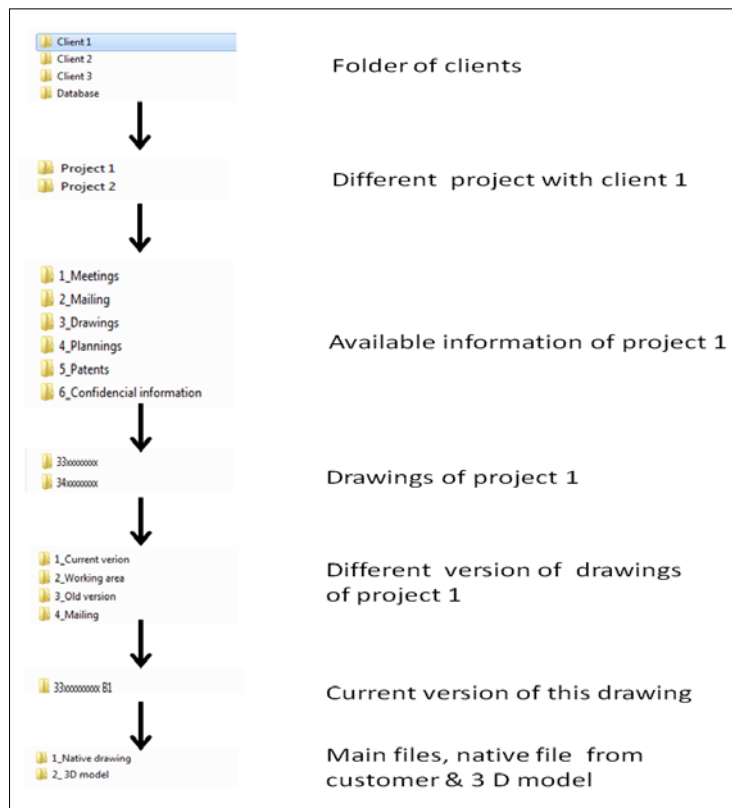 Client 1
Client 2
Client 3
Database
Folder of clients
Project 1
Project 2
Different project with client 1
1_Meetings
2_Mailing
3_Drawings
4_Plannings
5_Patents
6_Confidencial information
Available information of project 1
33xxxxxxxx
34xxxxxxxx
Drawings of project 1
1_Current verion
2_Working area
3_Old version
4_Mailing
Different version of drawings
of project 1
33xxxxxxxxx B1
Current version of this drawing
1_Native drawing
2_ 3D model
Main files, native file from
customer & 3 D model